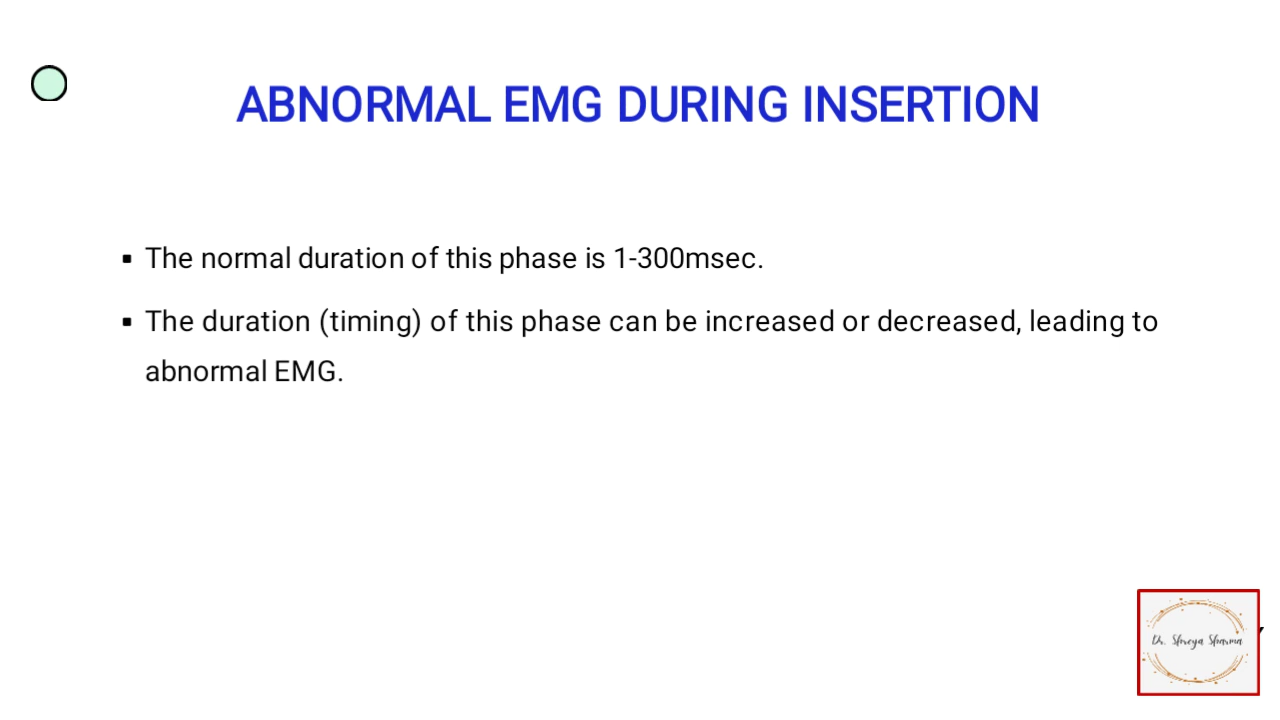 ABNORMAL EMG DURING INSERTION
▪ The normal duration of this phase is 1-300msec.
▪ The duration (timing) of this phase can be increased or decreased, leading to
abnormal EMG.
Dr. Shreya Sharma